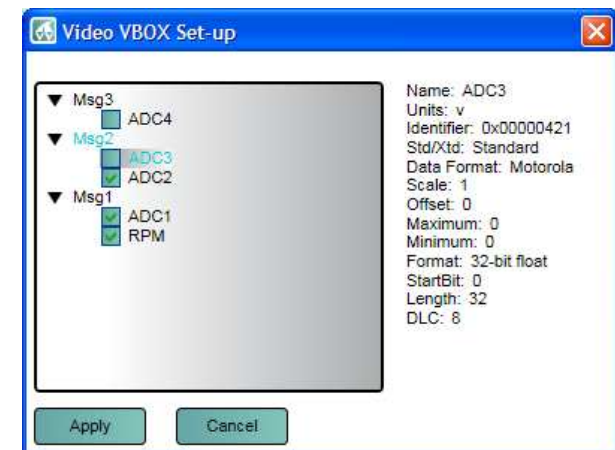 Video VBOX Set-up
Msg3
ADC4
Msg2
ADC3
ADC2
Msg1
ADC1
RPM
Name: ADC3
Units: v
Identifier: 0x00000421
Std/Xtd: Standard
Data Format: Motorola
Scale: 1
Offset: 0
Maximum: 0
Minimum: 0
Format: 32-bit float
StartBit: 0
Length: 32
DLC: 8
Apply
Cancel